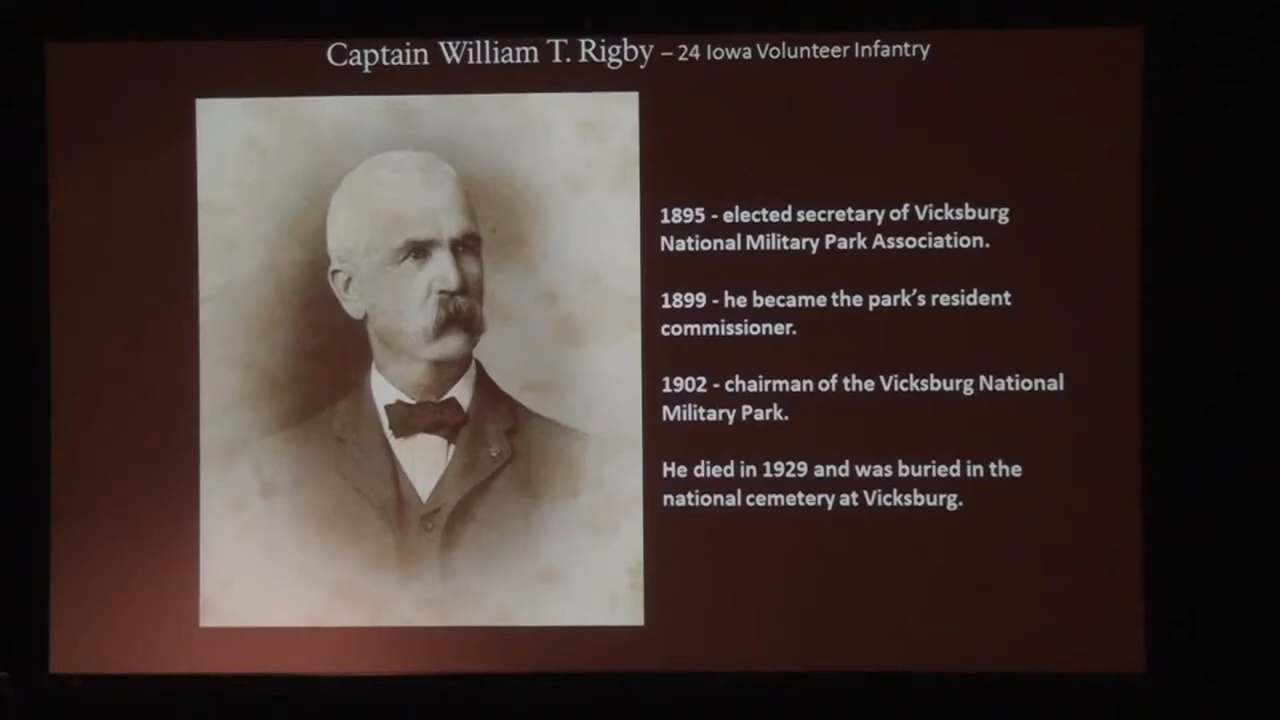 Captain William T. Rigby – 24 Iowa Volunteer Infantry
1895 - elected secretary of Vicksburg
National Military Park Association.
1899 - he became the park’s resident
commissioner.
1902 - chairman of the Vicksburg National
Military Park.
He died in 1929 and was buried in the
national cemetery at Vicksburg.